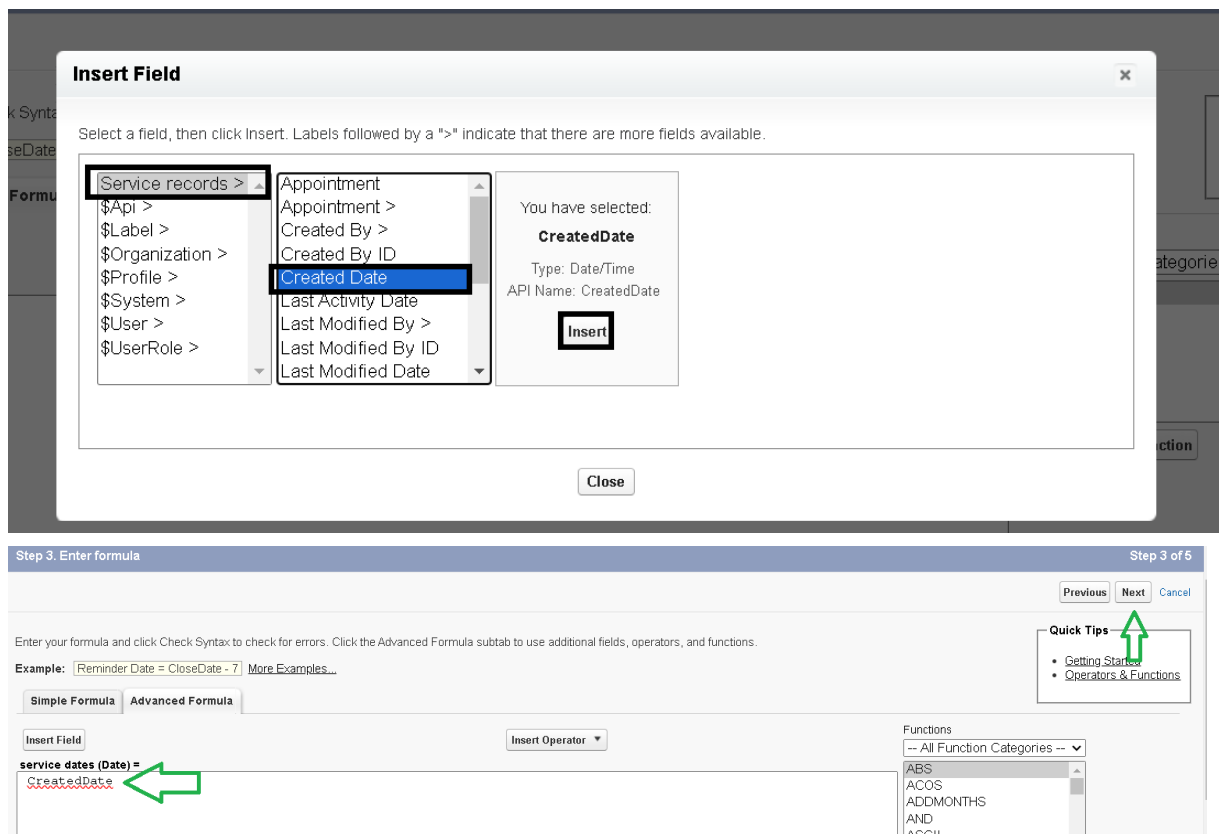 Insert Field
k Synta
Select a field, then click Insert. Labels followed by a ">" indicate that there are more fields available.
seDate
Formu
Service records >
$Api >
$Label >
$Organization >
$Profile >
$System >
$User >
$UserRole >
Appointment
Appointment >
Created By >
Created By ID
Created Date
Last Activity Date
Last Modified By >
Last Modified By ID
Last Modified Date
You have selected:
CreatedDate
Type: Date/Time
API Name: CreatedDate
Insert
ategorie
ction
Close
Step 3. Enter formula
Step 3 of 5
Previous
Next
Cancel
Enter your formula and click Check Syntax to check for errors. Click the Advanced Formula subtab to use additional fields, operators, and functions.
Example: Reminder Date = CloseDate - 7 More Examples...
Quick Tips
• Getting Started
• Operators & Functions
Simple Formula
Advanced Formula
Insert Field
Insert Operator
Functions
-- All Function Categories --
service dates (Date) =
CreatedDate
ABS
ACOS
ADDMONTHS
AND
ASCII